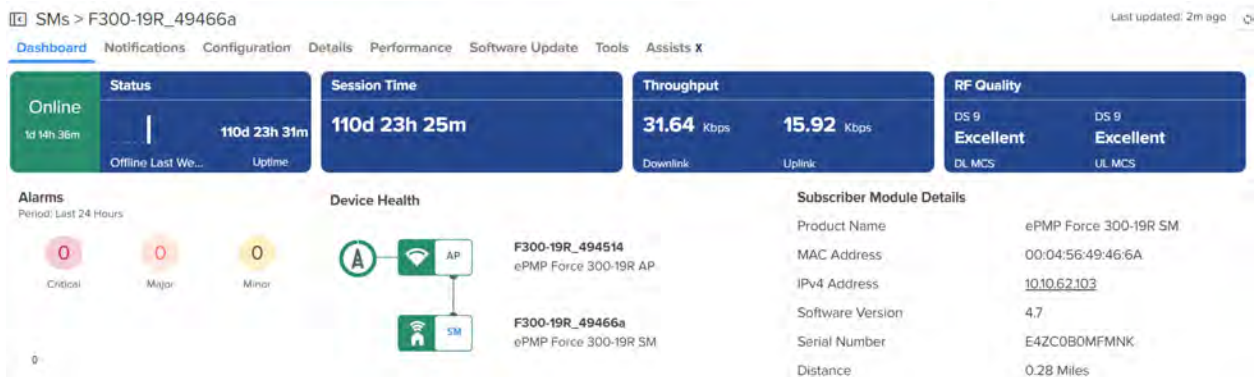 SMs > F300-19R_49466a
Last updated: 2m ago
Dashboard Notifications Configuration Details Performance Software Update Tools Assists X
Online
1d 14h 36m
Status
110d 23h 31m
Offline Last We...
Uptime
Session Time
110d 23h 25m
Throughput
31.64 Kbps
15.92 Kbps
Downlink
Uplink
RF Quality
DS 9
DS 9
Excellent
Excellent
DL MCS
UL MCS
Alarms
Period: Last 24 Hours
0
0
0
Critical
Major
Minor
0
Device Health
AP
F300-19R_494514
ePMP Force 300-19R AP
SM
F300-19R_49466a
ePMP Force 300-19R SM
Subscriber Module Details
Product Name ePMP Force 300-19R SM
MAC Address 00:04:56:49:46:6A
IPv4 Address 10.10.62.103
Software Version 4.7
Serial Number E4ZC0B0MFMNK
Distance 0.28 Miles